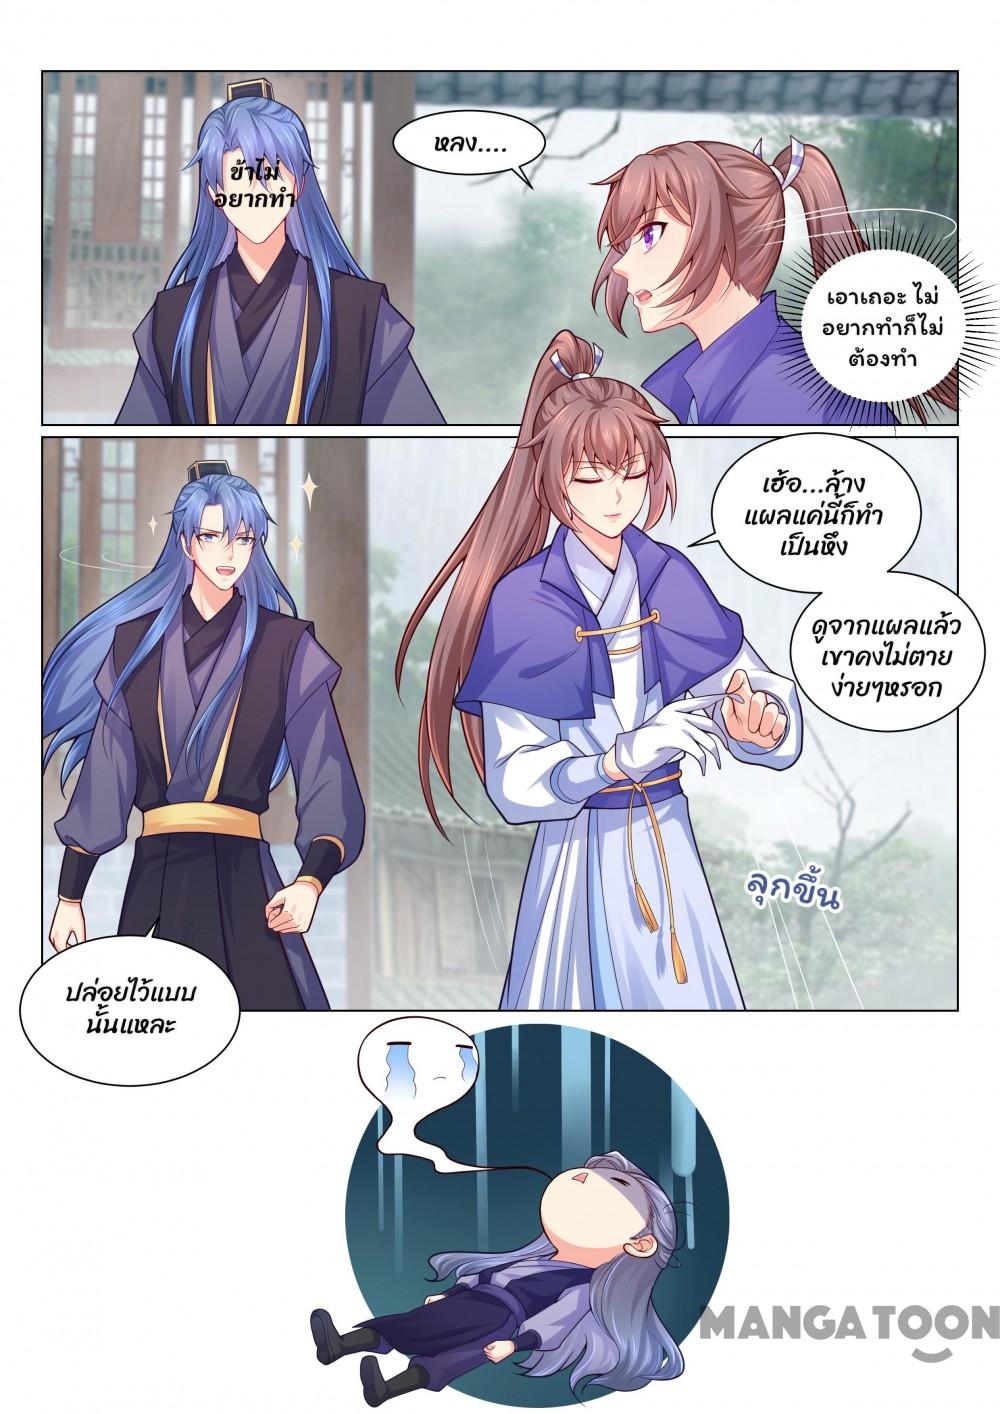 ข้าไม่
อยากทำ
หลง....
เอาเถอะ ไม่
อยากทำก็ไม่
ต้องทำ
เฮ้อ...ล้าง
แผลแค่นี้ก็ทำ
เป็นหึง
ดูจากแผลแล้ว
เขาคงไม่ตาย
ง่ายๆหรอก
ลุกขึ้น
ปล่อยไว้แบบ
นั้นแหละ
MANGATOON